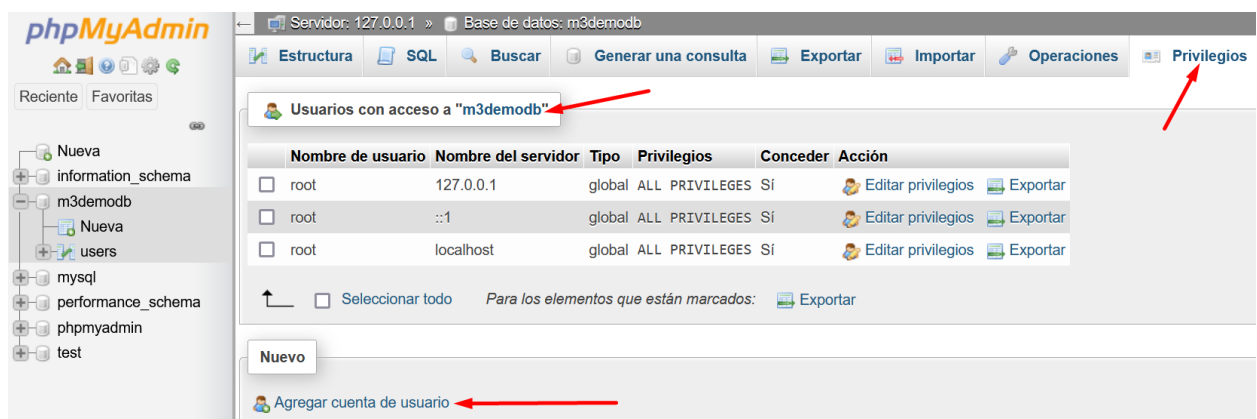 phpMyAdmin
Reciente Favoritas
Nueva
information_schema
m3demodb
Nueva
users
mysql
performance_schema
phpmyadmin
test
← Servidor: 127.0.0.1 » Base de datos: m3demodb
Estructura SQL Buscar Generar una consulta Exportar Importar Operaciones Privilegios
Usuarios con acceso a "m3demodb"
Nombre de usuario Nombre del servidor Tipo Privilegios Conceder Acción
root 127.0.0.1 global ALL PRIVILEGES Sí Editar privilegios Exportar
root ::1 global ALL PRIVILEGES Sí Editar privilegios Exportar
root localhost global ALL PRIVILEGES Sí Editar privilegios Exportar
Seleccionar todo Para los elementos que están marcados: Exportar
Nuevo
Agregar cuenta de usuario